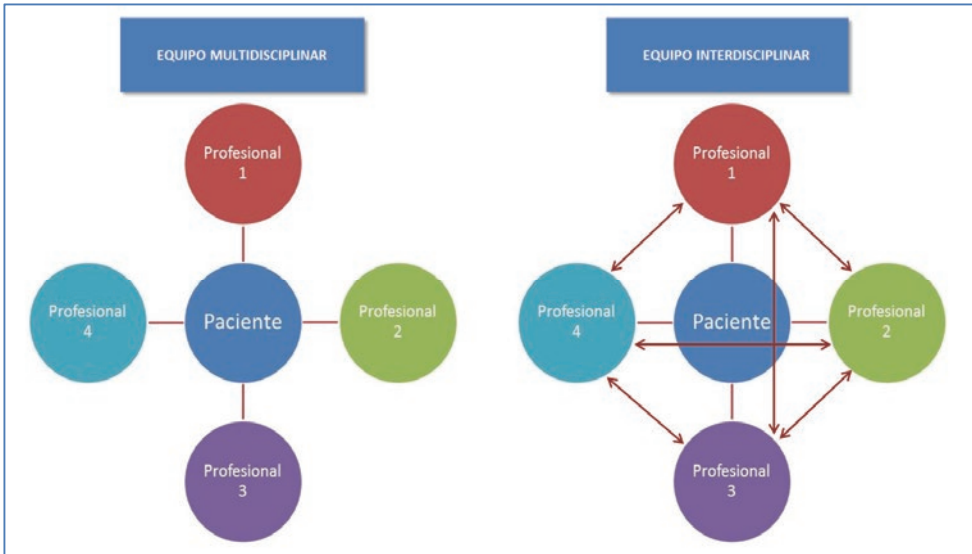 EQUIPO MULTIDISCIPLINAR
Profesional
1
Profesional
4
Paciente
Profesional
2
Profesional
3
EQUIPO INTERDISCIPLINAR
Profesional
1
Profesional
4
Paciente
Profesional
2
Profesional
3